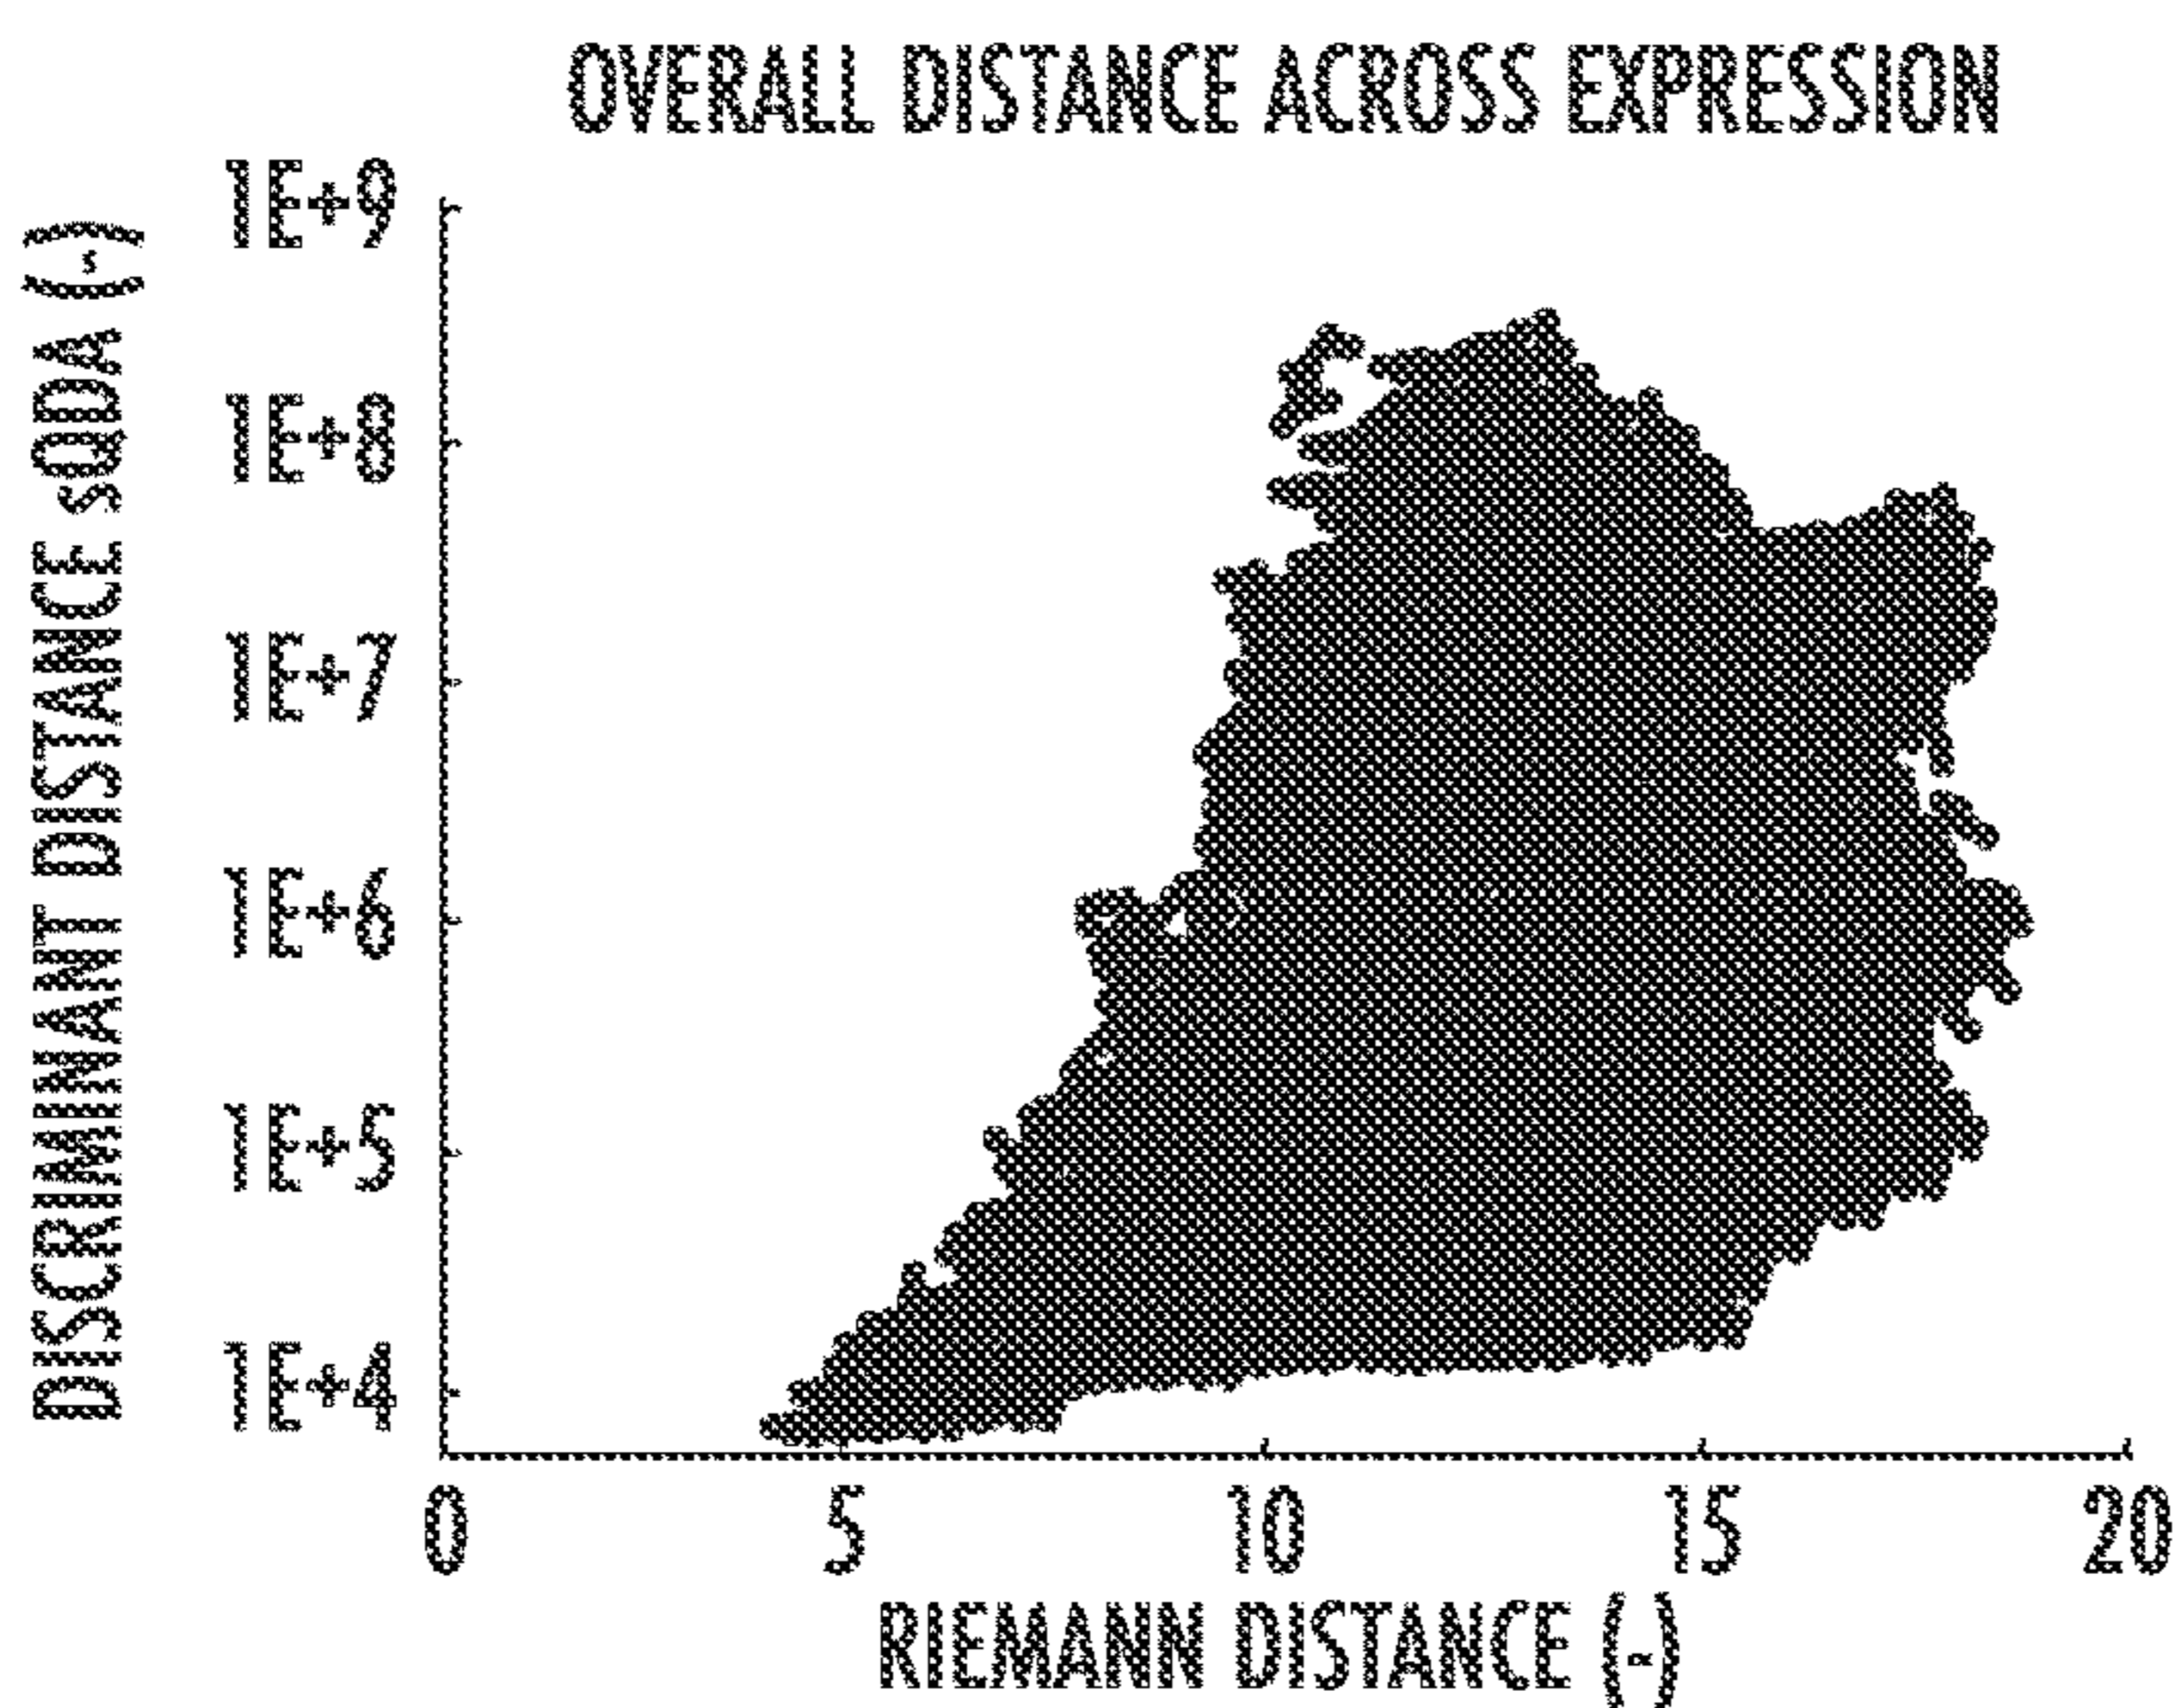 OVERALL DISTANCE ACROSS EXPRESSION
DISCRIMINANT DISTANCE sQDA (-)
1E+9
1E+8
1E+7
1E+6
1E+5
1E+4
0 5 10 15 20
RIEMANN DISTANCE (-)